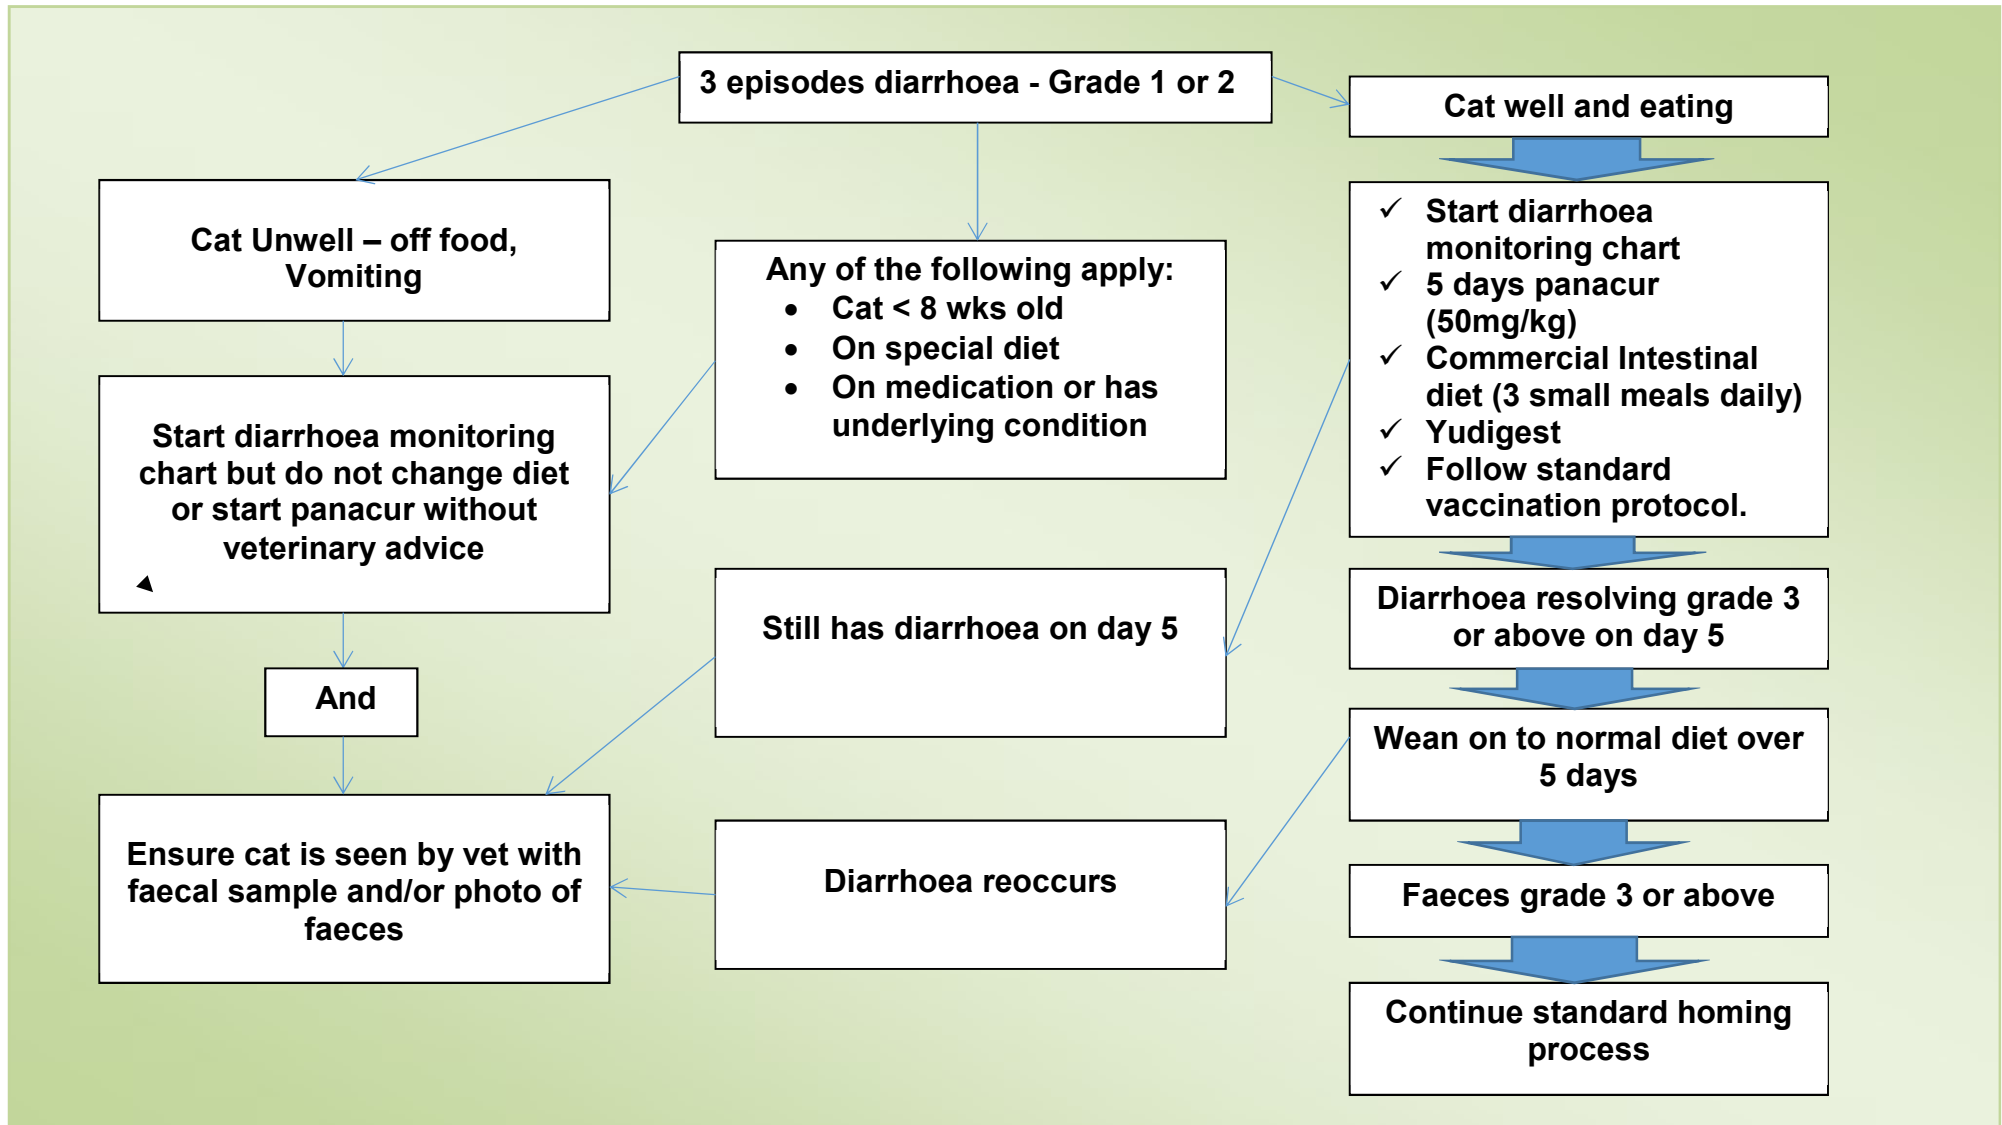 3 episodes diarrhoea - Grade 1 or 2
Cat well and eating
Cat Unwell – off food,
Vomiting
Any of the following apply:
• Cat < 8 wks old
• On special diet
• On medication or has
underlying condition
✓ Start diarrhoea
monitoring chart
✓ 5 days panacur
(50mg/kg)
✓ Commercial Intestinal
diet (3 small meals daily)
✓ Yudigest
✓ Follow standard
vaccination protocol.
Start diarrhoea monitoring
chart but do not change diet
or start panacur without
veterinary advice
Still has diarrhoea on day 5
Diarrhoea resolving grade 3
or above on day 5
And
Wean on to normal diet over
5 days
Ensure cat is seen by vet with
faecal sample and/or photo of
faeces
Diarrhoea reoccurs
Faeces grade 3 or above
Continue standard homing
process